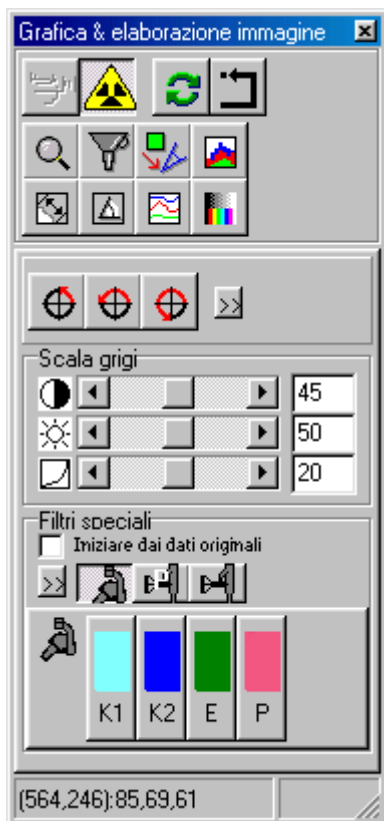 Grafica & elaborazione immagine
>>
Scala grigi
45
50
20
Filtri speciali
Iniziare dai dati originali
>>
K1 K2 E P
(564,246):85,69,61